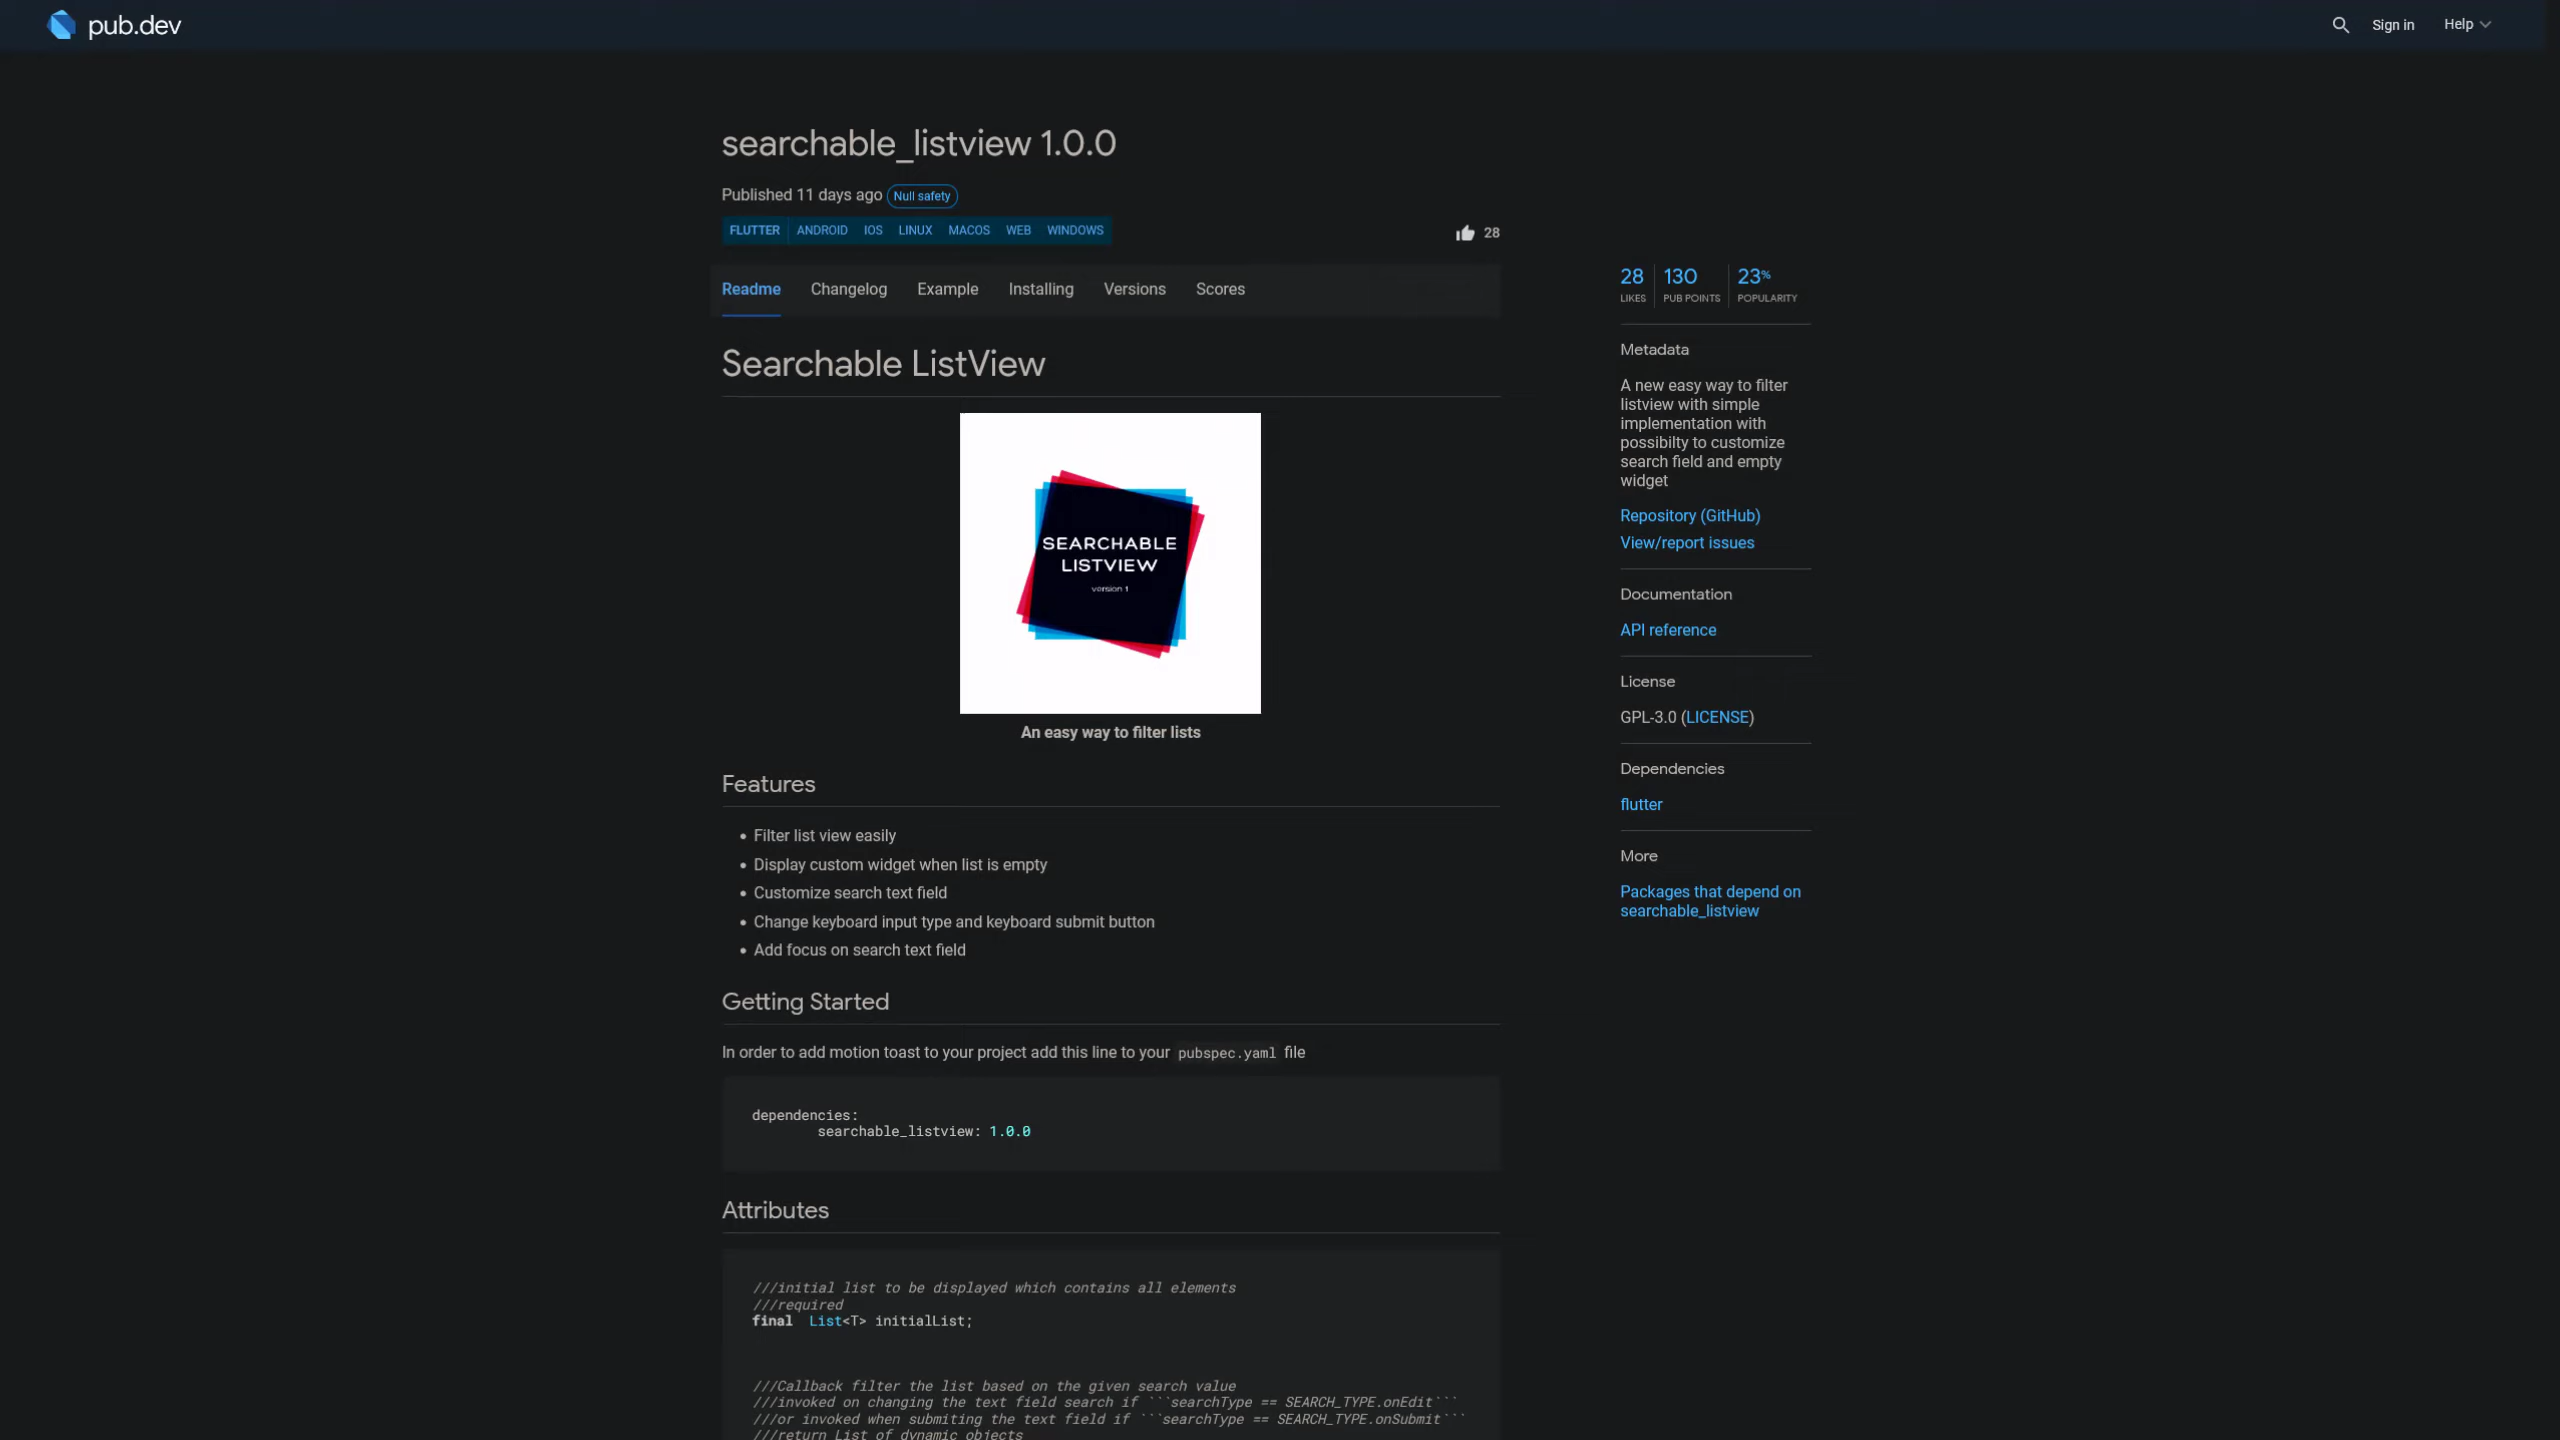 pub.dev
Sign in
Help
searchable_listview 1.0.0
Published 11 days ago Null safety
FLUTTER ANDROID IOS LINUX MACOS WEB WINDOWS
28
Readme Changelog Example Installing Versions Scores
Searchable ListView
SEARCHABLE
LISTVIEW
version 1
An easy way to filter lists
Features
• Filter list view easily
• Display custom widget when list is empty
• Customize search text field
• Change keyboard input type and keyboard submit button
• Add focus on search text field
Getting Started
In order to add motion toast to your project add this line to your pubspec.yaml file
dependencies:
searchable_listview: 1.0.0
Attributes
///initial list to be displayed which contains all elements
///required
final List<T> initialList;
///Callback filter the list based on the given search value
///invoked on changing the text field search if ```searchType == SEARCH_TYPE.onEdit```
///or invoked when submiting the text field if ```searchType == SEARCH_TYPE.onSubmit```
///return List of dynamic objects
28 130 23%
LIKES PUB POINTS POPULARITY
Metadata
A new easy way to filter
listview with simple
implementation with
possibilty to customize
search field and empty
widget
Repository (GitHub)
View/report issues
Documentation
API reference
License
GPL-3.0 (LICENSE)
Dependencies
flutter
More
Packages that depend on
searchable_listview